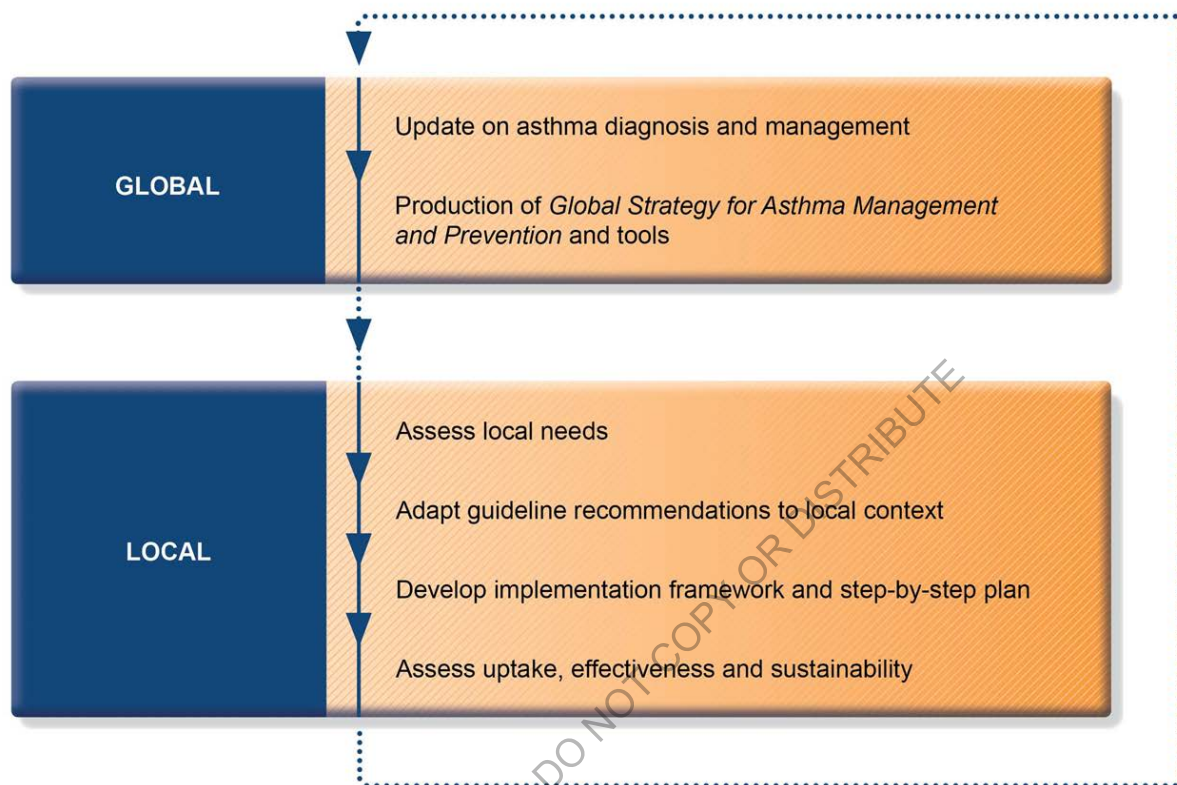 GLOBAL
Update on asthma diagnosis and management
Production of Global Strategy for Asthma Management
and Prevention and tools
LOCAL
Assess local needs
Adapt guideline recommendations to local context
Develop implementation framework and step-by-step plan
Assess uptake, effectiveness and sustainability
DO NOT COPY OR DISTRIBUTE